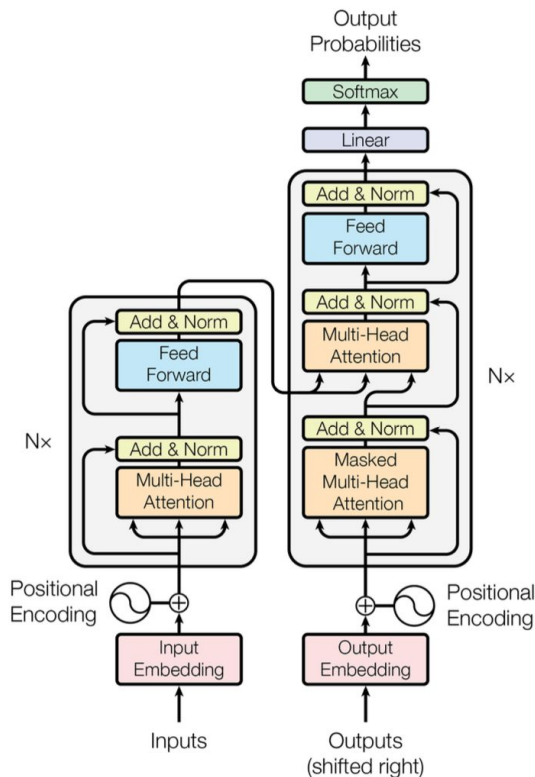 Output
Probabilities
Softmax
Linear
Add & Norm
Feed
Forward
Add & Norm
Multi-Head
Attention
Add & Norm
Masked
Multi-Head
Attention
N×
Add & Norm
Feed
Forward
N×
Add & Norm
Multi-Head
Attention
Positional
Encoding
Positional
Encoding
Input
Embedding
Output
Embedding
Inputs
Outputs
(shifted right)